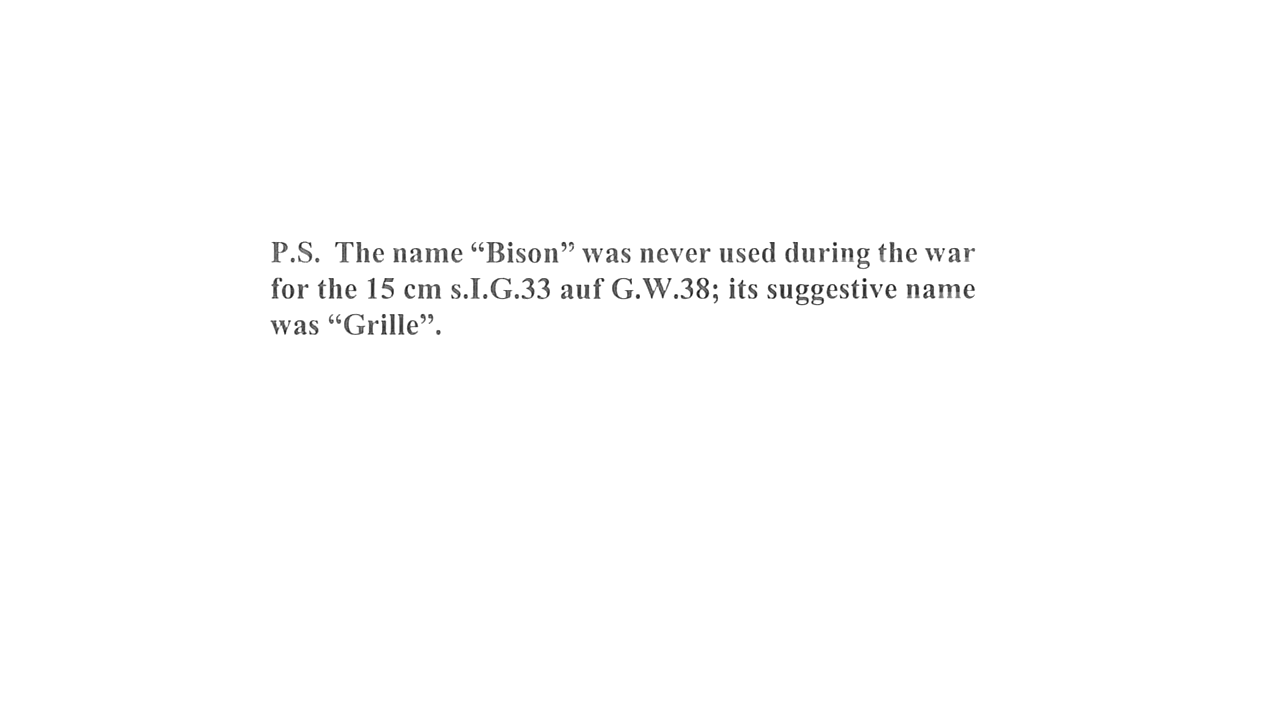 P.S.  The name “Bison” was never used during the war
for the 15 cm s.I.G.33 auf G.W.38; its suggestive name
was “Grille”.